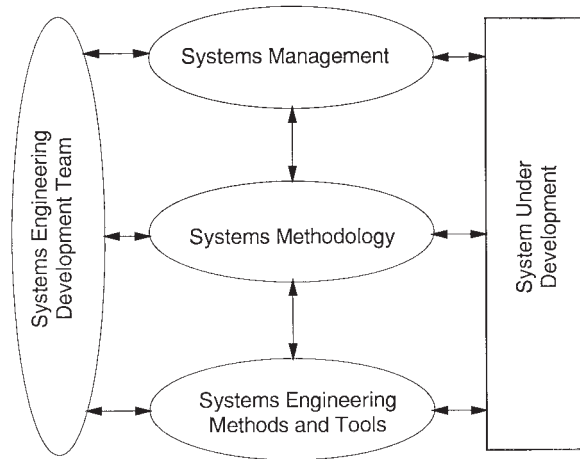 Systems Management
Systems Engineering
Development Team
Systems Methodology
System Under
Development
Systems Engineering
Methods and Tools